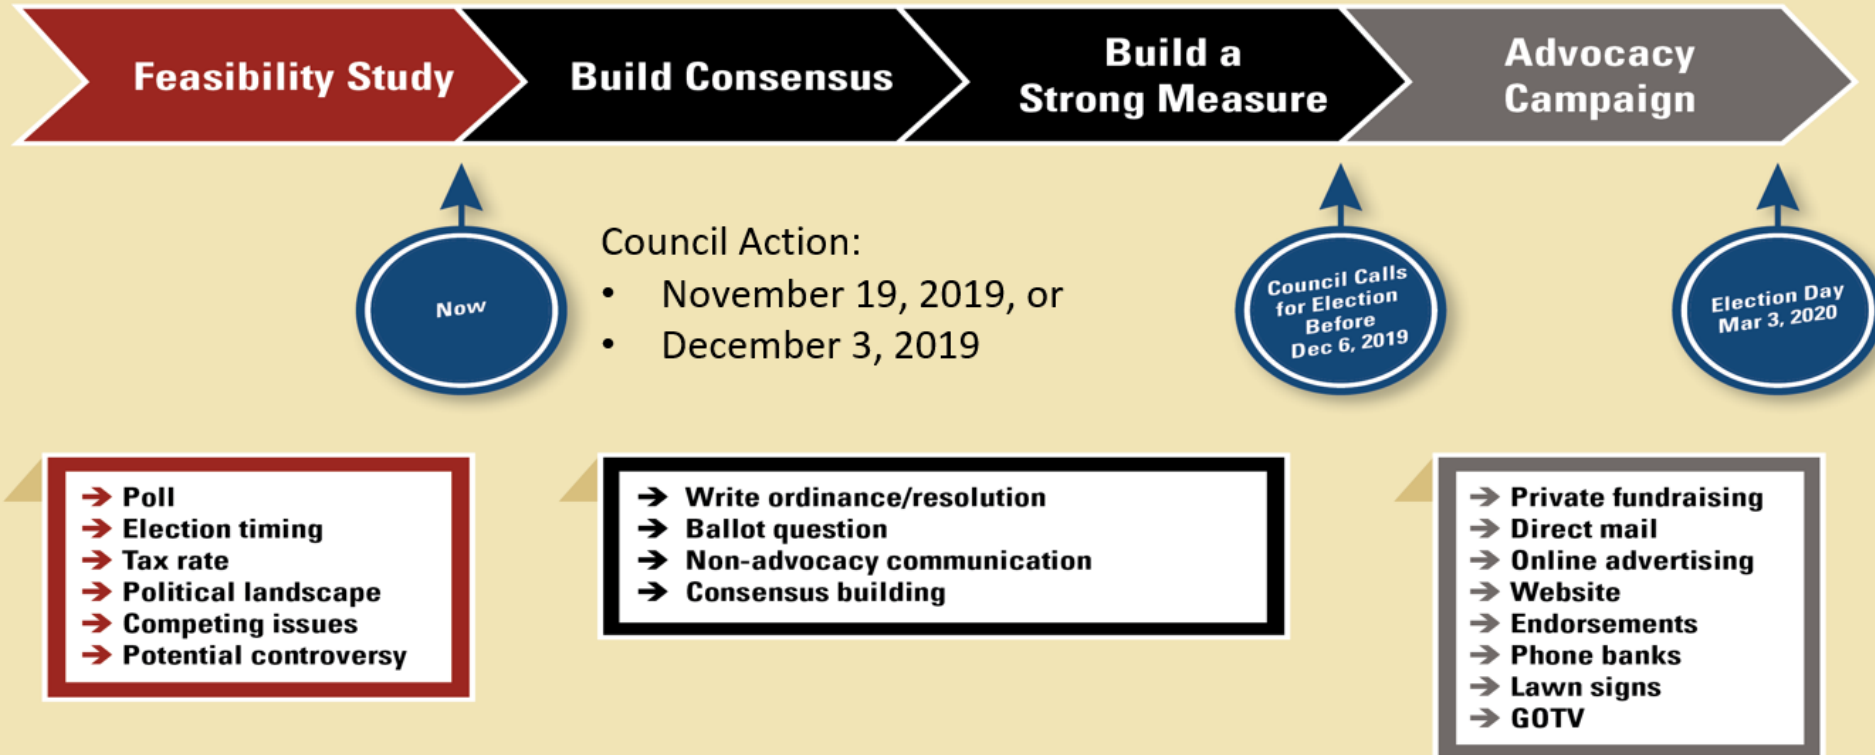 Feasibility Study
Build Consensus
Build a
Strong Measure
Advocacy
Campaign
Now
Council Action:
• November 19, 2019, or
• December 3, 2019
Council Calls
for Election
Before
Dec 6, 2019
Election Day
Mar 3, 2020
→ Poll
→ Election timing
→ Tax rate
→ Political landscape
→ Competing issues
→ Potential controversy
→ Write ordinance/resolution
→ Ballot question
→ Non-advocacy communication
→ Consensus building
→ Private fundraising
→ Direct mail
→ Online advertising
→ Website
→ Endorsements
→ Phone banks
→ Lawn signs
→ GOTV